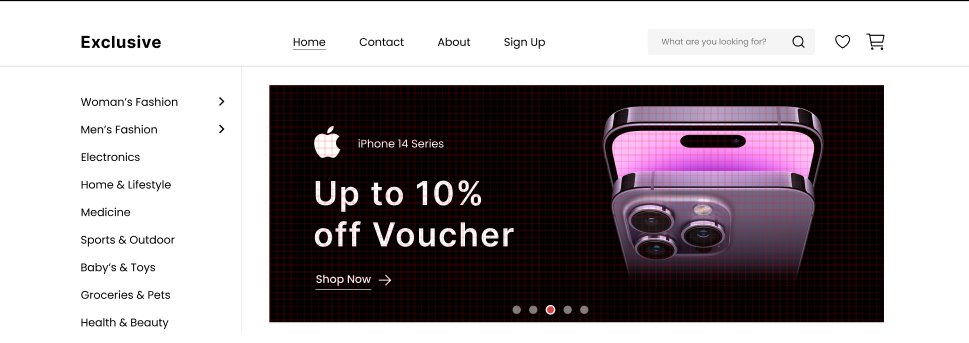 Exclusive
Home
Contact
About
Sign Up
What are you looking for?
Woman's Fashion
Men's Fashion
Electronics
Home & Lifestyle
Medicine
Sports & Outdoor
Baby's & Toys
Groceries & Pets
Health & Beauty
iPhone 14 Series
Up to 10%
off Voucher
Shop Now